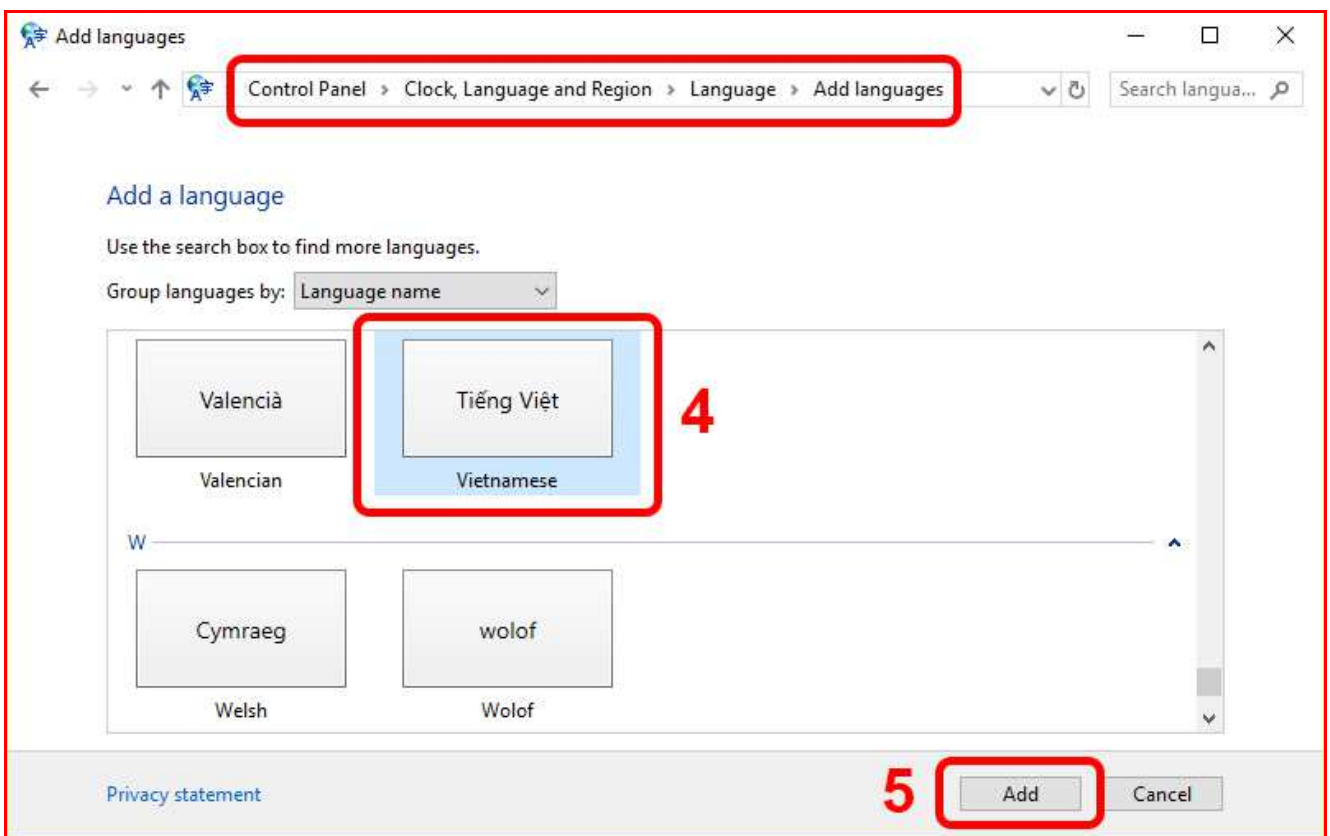 Add languages
Control Panel > Clock, Language and Region > Language > Add languages
Search langua...
Add a language
Use the search box to find more languages.
Group languages by: Language name
Valencià
Tiếng Việt
4
Valencian
Vietnamese
W
Cymraeg
wolof
Welsh
Wolof
Privacy statement
5
Add
Cancel